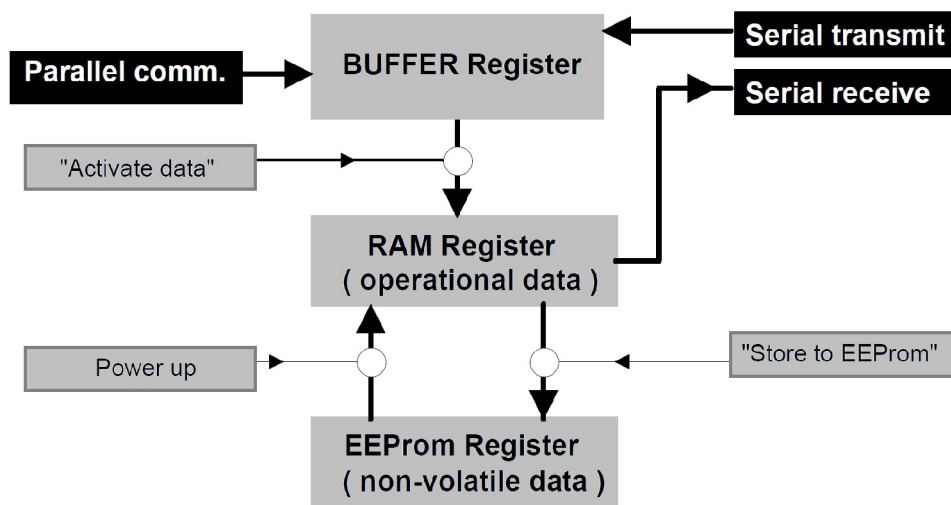 Serial transmit
Parallel comm.
BUFFER Register
Serial receive
"Activate data"
RAM Register
( operational data )
Power up
"Store to EEProm"
EEProm Register
( non-volatile data )